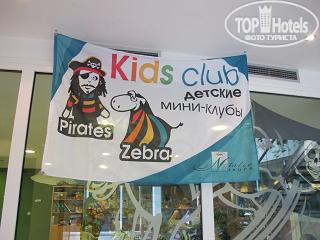 TOP Hotels
ФОТО ТУРИСТА
Kids club
детские
мини-клубы
Pirates
Zebra